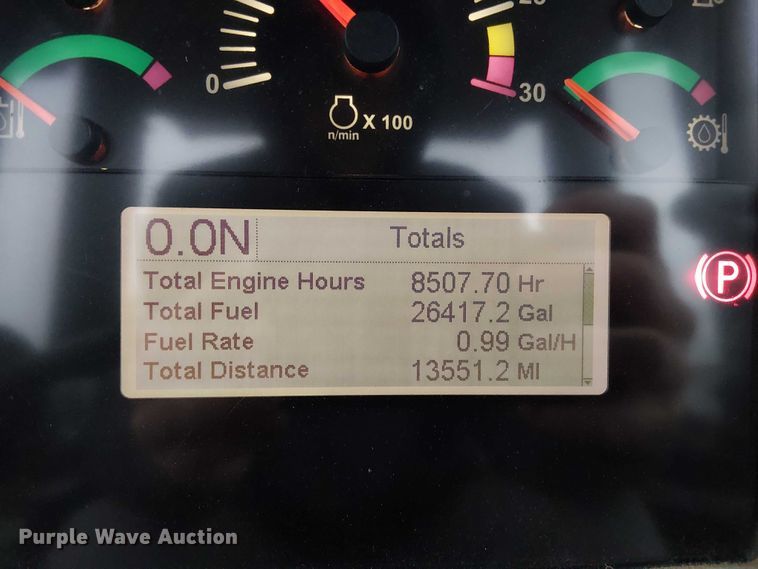 0
30
n/min
X 100
0.0N Totals
Total Engine Hours 8507.70 Hr
Total Fuel 26417.2 Gal
Fuel Rate 0.99 Gal/H
Total Distance 13551.2 MI
P
Purple Wave Auction